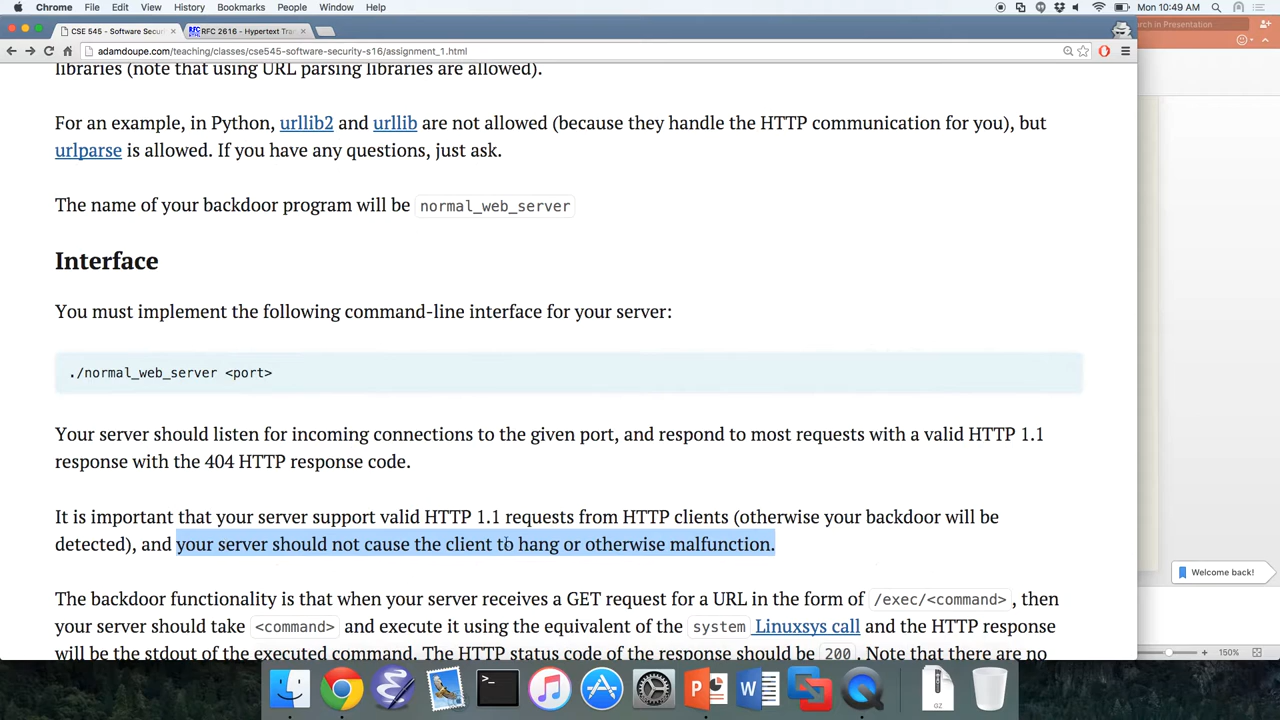 Chrome File Edit View History Bookmarks People Window Help Mon 10:49 AM
CSE 545 - Software Securi RFC 2616 - Hypertext Tran rch in Presentation
adamdoupe.com/teaching/classes/cse545-software-security-s16/assignment_1.html
libraries (note that using URL parsing libraries are allowed).
For an example, in Python, urllib2 and urllib are not allowed (because they handle the HTTP communication for you), but
urlparse is allowed. If you have any questions, just ask.
The name of your backdoor program will be normal_web_server
Interface
You must implement the following command-line interface for your server:
./normal_web_server <port>
Your server should listen for incoming connections to the given port, and respond to most requests with a valid HTTP 1.1
response with the 404 HTTP response code.
It is important that your server support valid HTTP 1.1 requests from HTTP clients (otherwise your backdoor will be
detected), and your server should not cause the client to hang or otherwise malfunction.
Welcome back!
The backdoor functionality is that when your server receives a GET request for a URL in the form of /exec/<command>, then
your server should take <command> and execute it using the equivalent of the system Linuxsys call and the HTTP response
will be the stdout of the executed command. The HTTP status code of the response should be 200. Note that there are no
150%